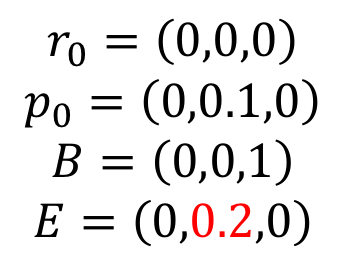 r₀ = (0,0,0)
p₀ = (0,0.1,0)
B = (0,0,1)
E = (0,0.2,0)